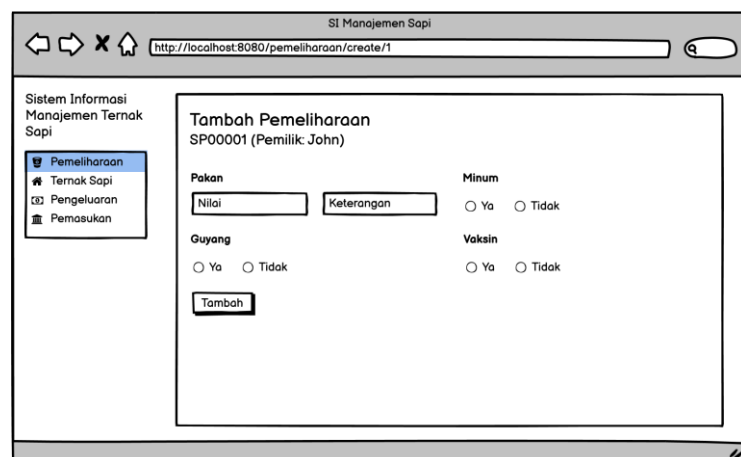 SI Manajemen Sapi
http://localhost:8080/pemeliharaan/create/1
Sistem Informasi
Manajemen Ternak
Sapi
Pemeliharaan
Ternak Sapi
Pengeluaran
Pemasukan
Tambah Pemeliharaan
SP00001 (Pemilik: John)
Pakan
Minum
Nilai
Keterangan
Ya
Tidak
Guyang
Vaksin
Ya
Tidak
Ya
Tidak
Tambah